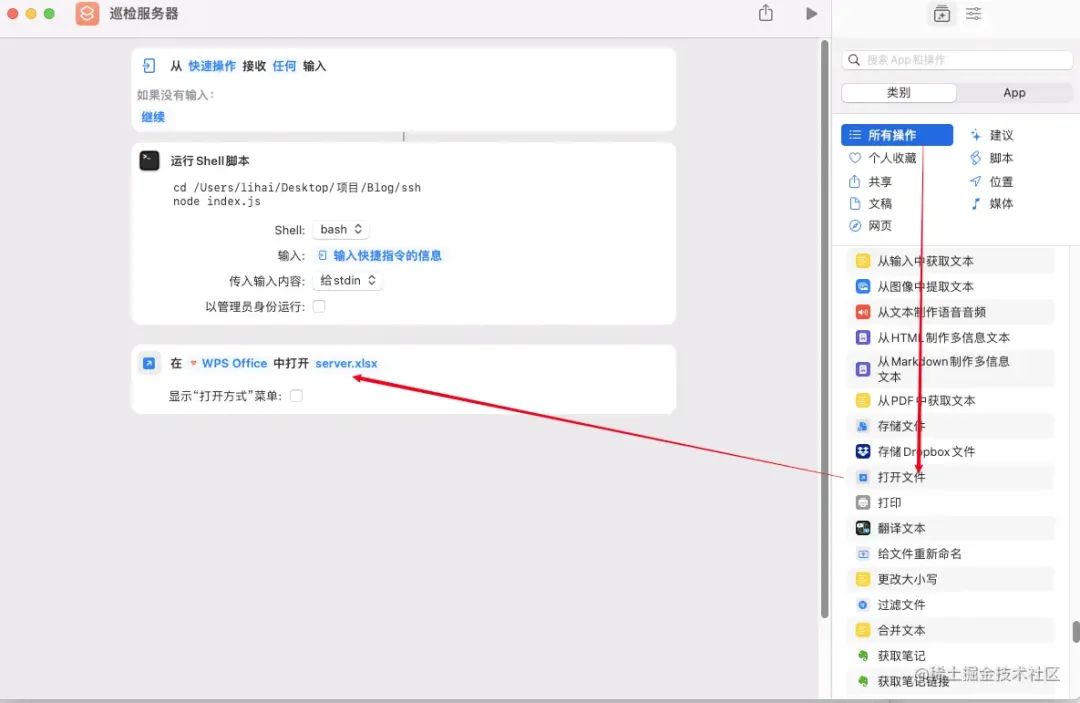 巡检服务器
从 快速操作 接收 任何 输入
如果没有输入：
继续
运行 Shell 脚本
cd /Users/lihai/Desktop/项目/Blog/ssh
node index.js
Shell: bash
输入: 输入快捷指令的信息
传入输入内容: 给 stdin
以管理员身份运行:
在 WPS Office 中打开 server.xlsx
显示“打开方式”菜单:
搜索 App 和操作
类别 App
所有操作 建议
个人收藏 脚本
共享 位置
文稿 媒体
网页
从输入中获取文本
从图像中提取文本
从文本制作语音音频
从HTML制作多信息文本
从Markdown制作多信息
文本
从PDF中获取文本
存储文件
存储Dropbox文件
打开文件
打印
翻译文本
给文件重新命名
更改大小写
过滤文件
合并文本
获取笔记
获取笔记链接
@稀土掘金技术社区